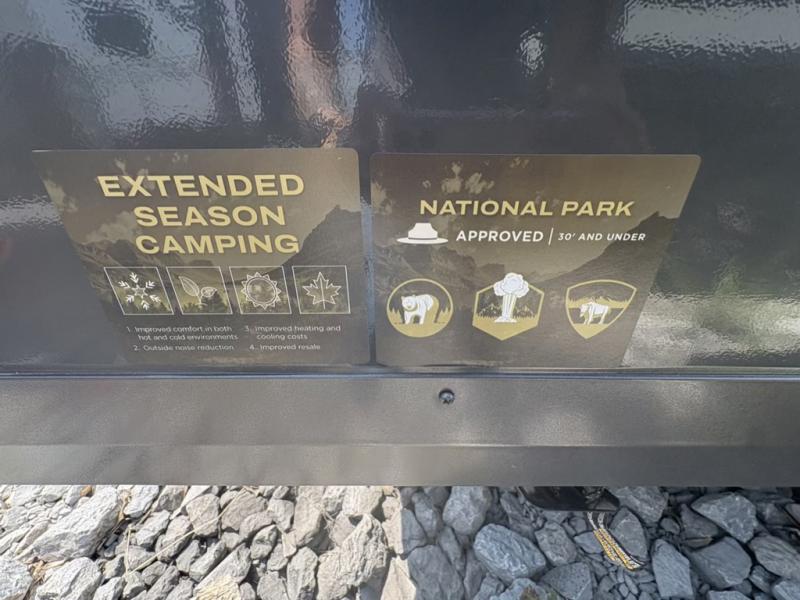 EXTENDED
SEASON
CAMPING
1. Improved comfort in both
hot and cold environments
2. Outside noise reduction
3. Improved heating and
cooling costs
4. Improved resale
NATIONAL PARK
APPROVED | 30' AND UNDER